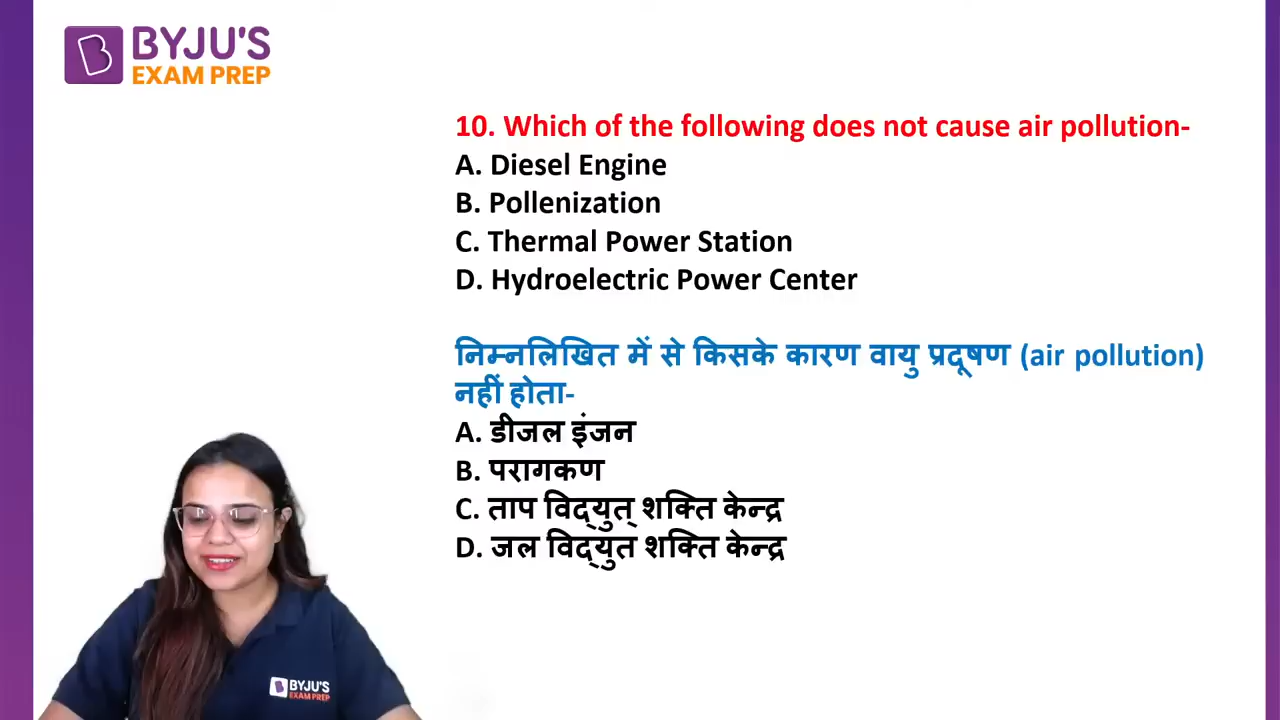 BYJU'S
EXAM PREP
10. Which of the following does not cause air pollution-
A. Diesel Engine
B. Pollenization
C. Thermal Power Station
D. Hydroelectric Power Center
निम्नलिखित में से किसके कारण वायु प्रदूषण (air pollution)
नहीं होता-
A. डीजल इंजन
B. परागकण
C. ताप विद्युत् शक्ति केन्द्र
D. जल विद्युत शक्ति केन्द्र
BYJU'S
EXAM PREP